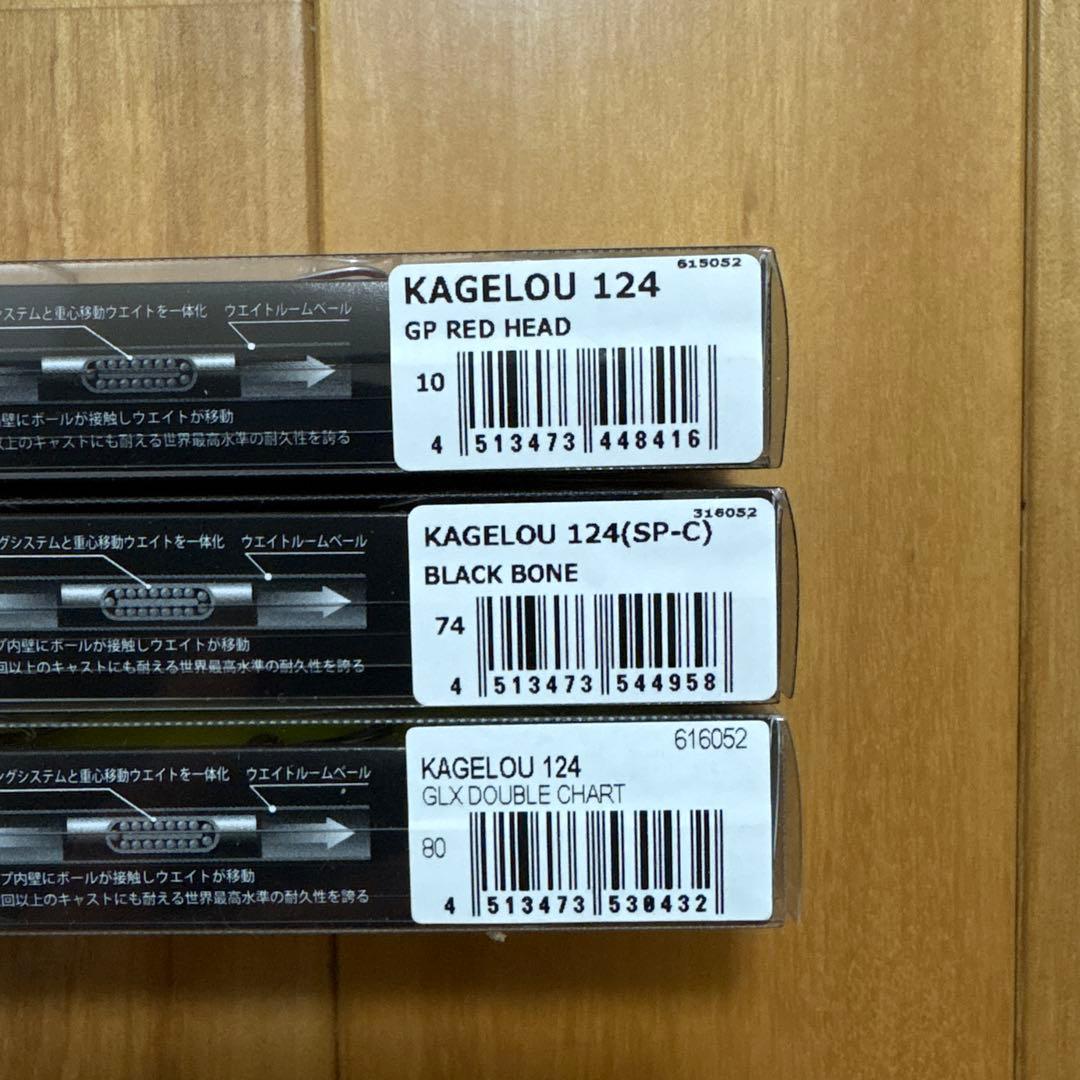 システムと重心移動ウエイトを一体化 ウエイトルームベール
壁にボールが接触しウエイトが移動
以上のキャストにも耐える世界最高水準の耐久性を誇る
615052
KAGELOU 124
GP RED HEAD
10
4 513473 448416
グシステムと重心移動ウエイトを一体化 ウエイトルームベール
プ内壁にボールが接触しウエイトが移動
回以上のキャストにも耐える世界最高水準の耐久性を誇る
316052
KAGELOU 124(SP-C)
BLACK BONE
74
4 513473 544958
ングシステムと重心移動ウエイトを一体化 ウエイトルームベール
プ内壁にボールが接触しウエイトが移動
回以上のキャストにも耐える世界最高水準の耐久性を誇る
616052
KAGELOU 124
GLX DOUBLE CHART
80
4 513473 530432